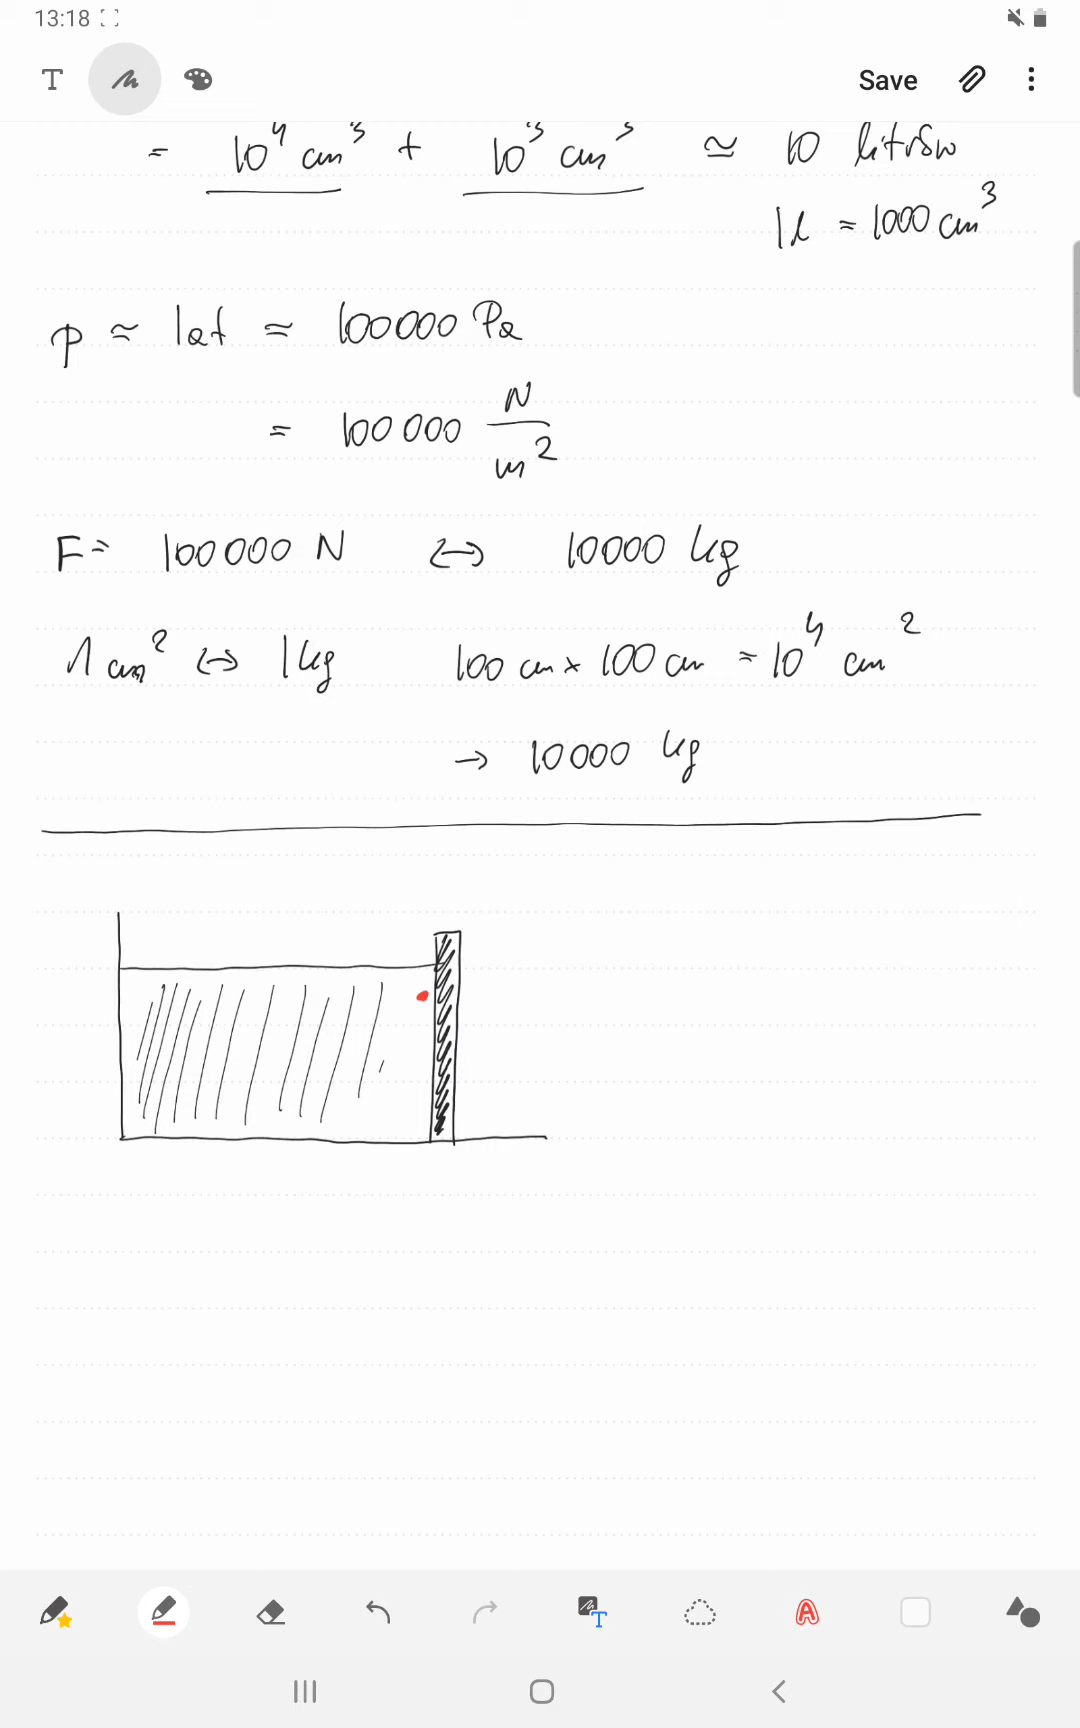 13:18
T Save
= 10⁴ cm³ + 10³ cm³ ≃ 10 litrów
1l = 1000 cm³
p ≈ 1at ≈ 100000 Pa
= 100 000 N/m²
F = 100 000 N ↔ 10000 kg
1 cm² ↔ 1 kg 100 cm x 100 cm = 10⁴ cm²
→ 10000 kg
T A